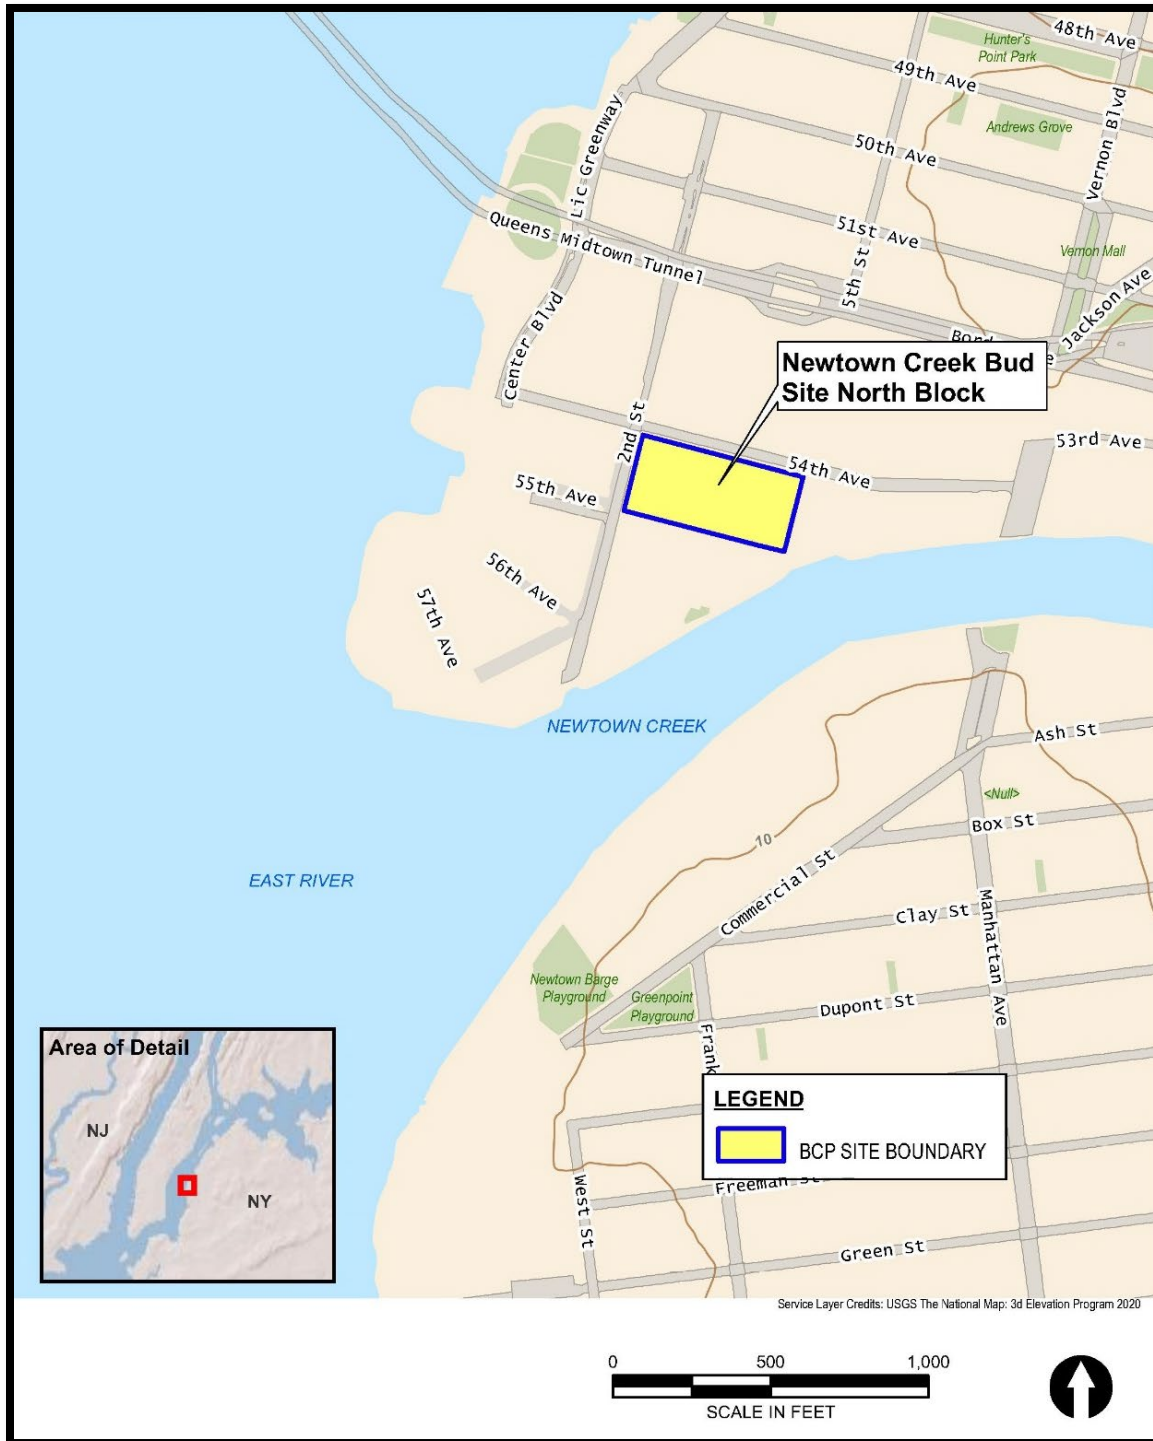 48th Ave
Hunter's
Point Park
49th Ave
Andrews Grove
Vernon Blvd
50th Ave
Lic Greenway
51st Ave
Queens Midtown Tunnel
Vernon Mall
5th St
Jackson Ave
Center Blvd
Newtown Creek Bud
Site North Block
2nd St
53rd Ave
54th Ave
55th Ave
56th Ave
57th Ave
NEWTOWN CREEK
Ash St
<Null>
Box St
10
Commercial St
EAST RIVER
Clay St
Manhattan Ave
Newtown Barge
Playground
Greenpoint
Playground
Dupont St
Area of Detail
NJ
NY
LEGEND
BCP SITE BOUNDARY
Freeman St
West St
Green St
Service Layer Credits: USGS The National Map: 3d Elevation Program 2020
0 500 1,000
SCALE IN FEET